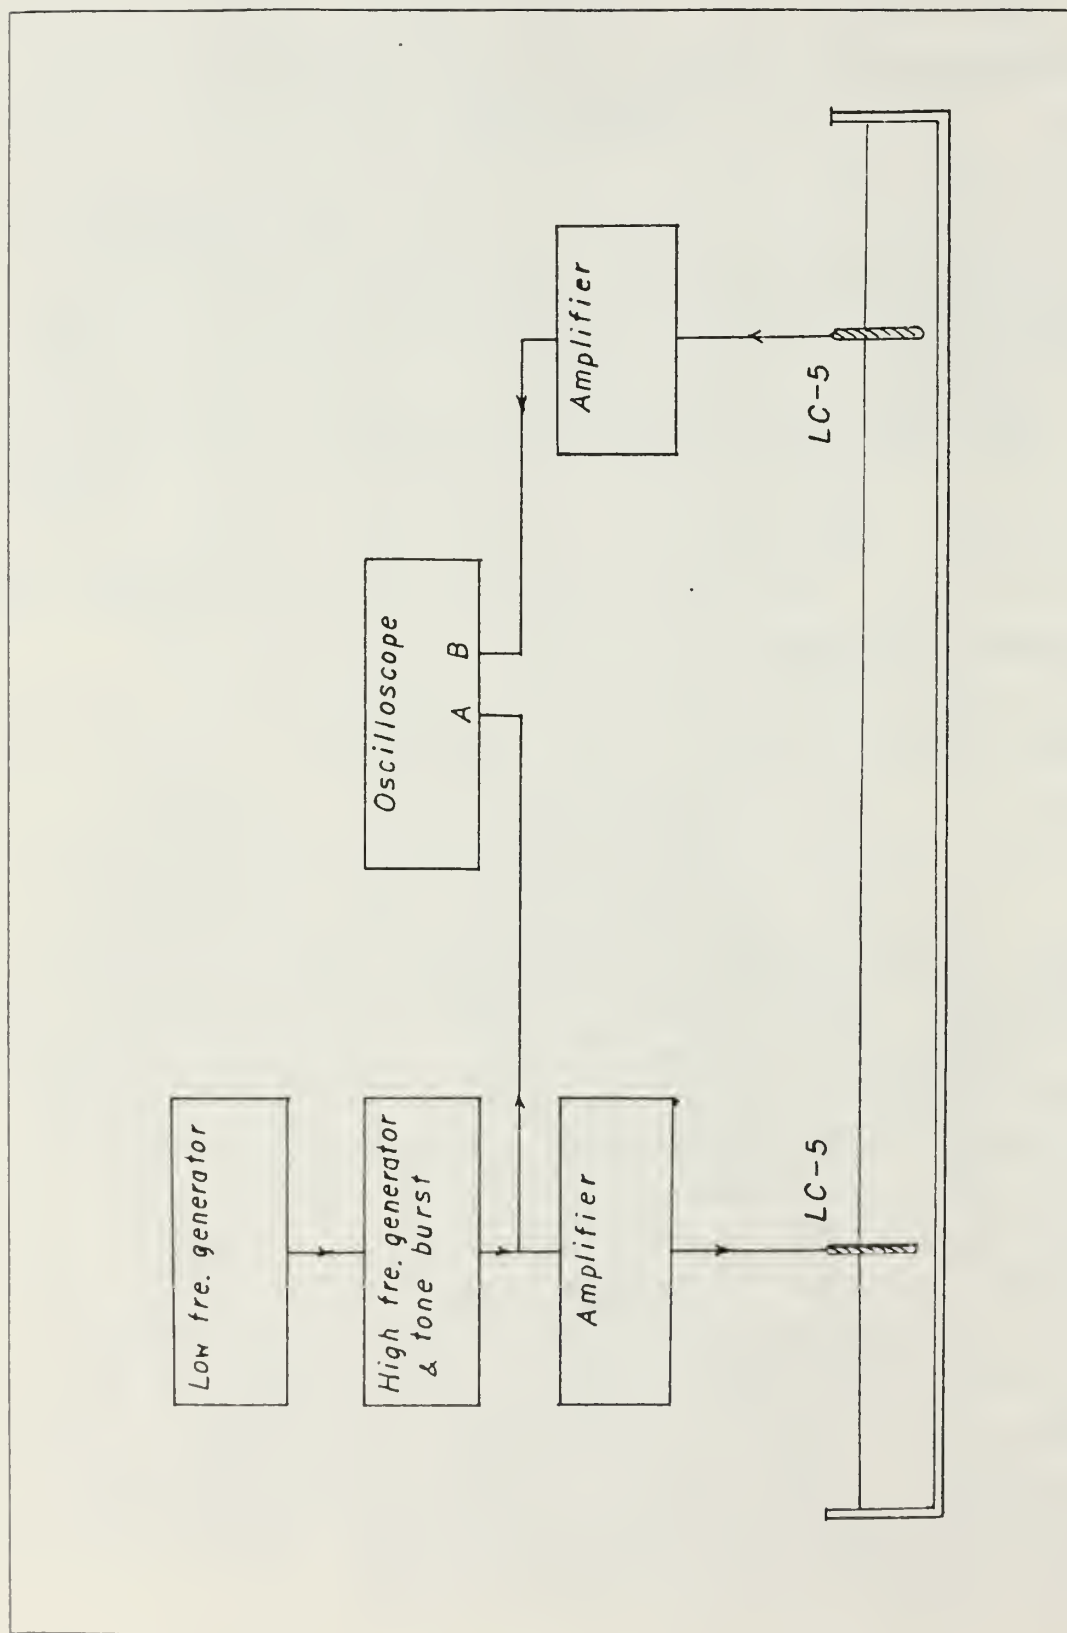 Low fre. generator
High fre. generator
& tone burst
Amplifier
LC-5
Oscilloscope
A B
Amplifier
LC-5